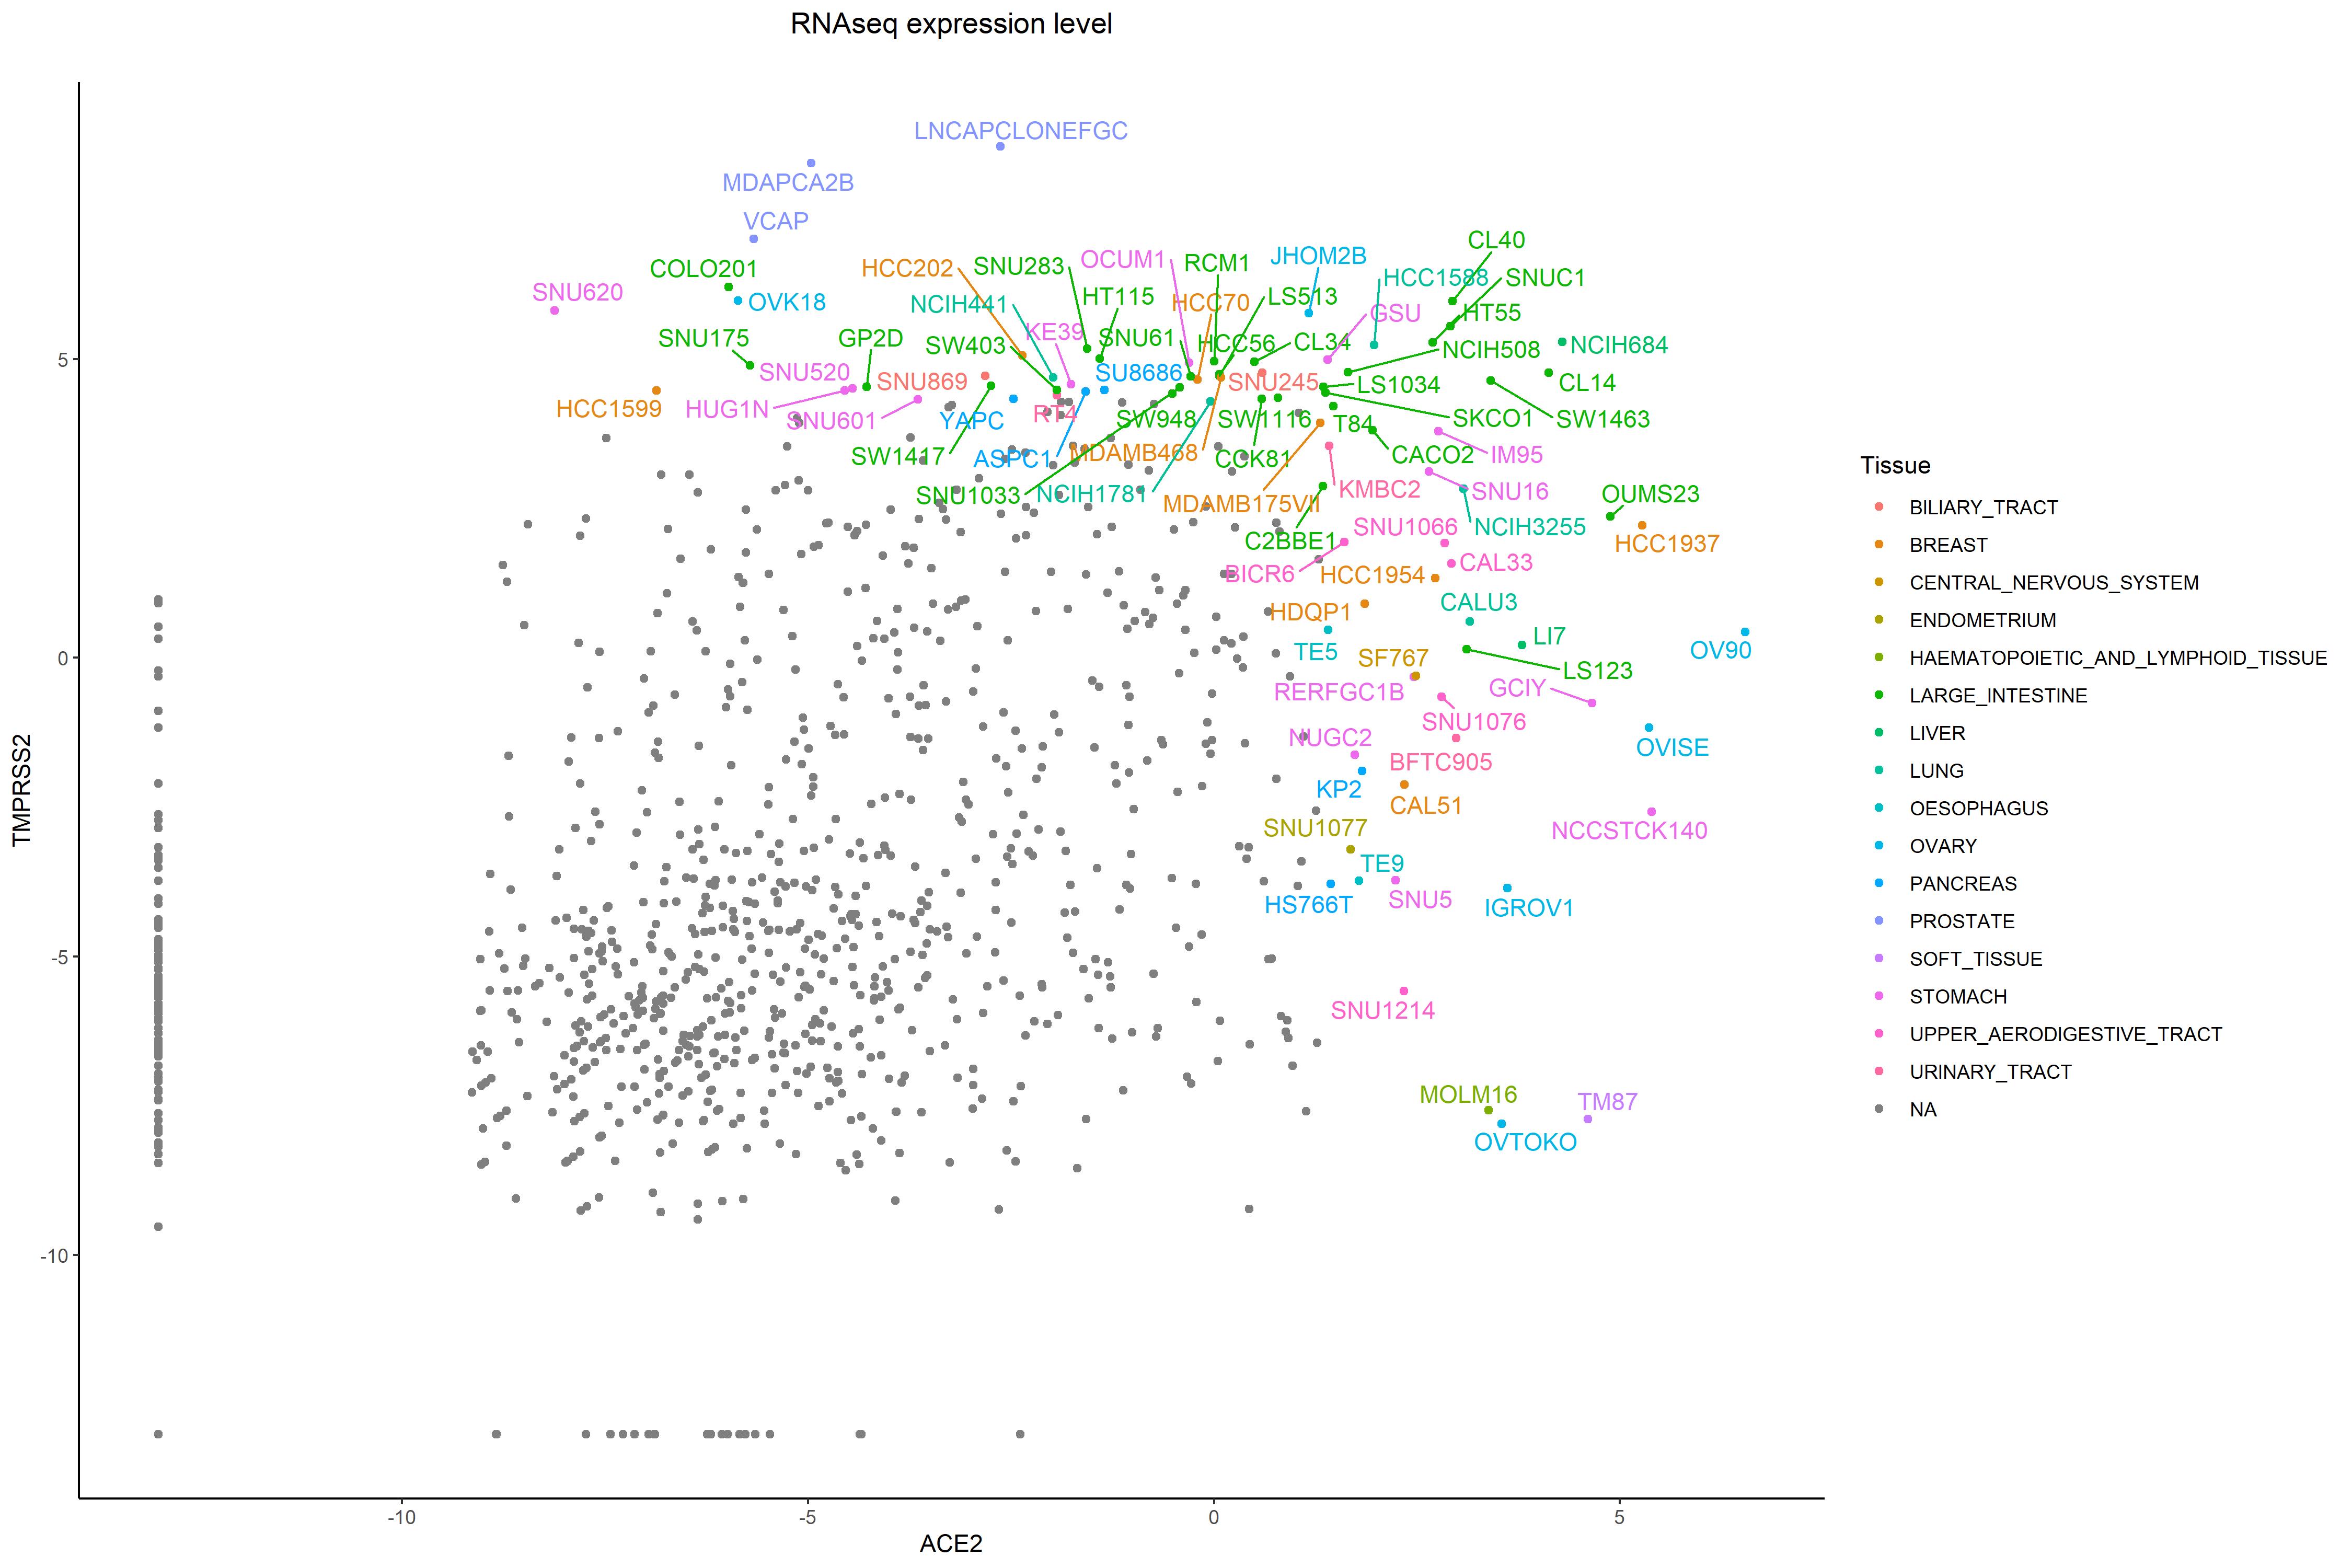 RNAseq expression level
LNCAPCLONEFGC
MDAPCA2B
VCAP
CL40
OCUM1
RCM1
JHOM2B
COLO201
HCC202
SNU283
HCC1588
SNUC1
SNU620
OVK18
NCIH441
HT115
HCC70
LS513
GSU
HT55
SNU175
GP2D
SW403
KE39
SNU61
HCC56
CL34
NCIH508
NCIH684
SNU520
SNU869
SU8686
SNU245
LS1034
CL14
HCC1599
HUG1N
SNU601
YAPC
RT4
SW948
SW1116
T84
SKCO1
SW1463
SW1417
ASPC1
MDAMB468
CCK81
CACO2
IM95
SNU1033
NCIH1781
MDAMB175VII
KMBC2
SNU16
OUMS23
C2BBE1
SNU1066
NCIH3255
HCC1937
BICR6
HCC1954
CAL33
HDQP1
CALU3
TE5
SF767
LI7
OV90
RERFGC1B
GCIY
LS123
NUGC2
SNU1076
OVISE
KP2
BFTC905
CAL51
SNU1077
NCCSTCK140
TE9
HS766T
SNU5
IGROV1
SNU1214
MOLM16
TM87
OVTOKO
5
0
-5
-10
TMPRSS2
-10
-5
0
5
ACE2
Tissue
BILIARY_TRACT
BREAST
CENTRAL_NERVOUS_SYSTEM
ENDOMETRIUM
HAEMATOPOIETIC_AND_LYMPHOID_TISSUE
LARGE_INTESTINE
LIVER
LUNG
OESOPHAGUS
OVARY
PANCREAS
PROSTATE
SOFT_TISSUE
STOMACH
UPPER_AERODIGESTIVE_TRACT
URINARY_TRACT
NA